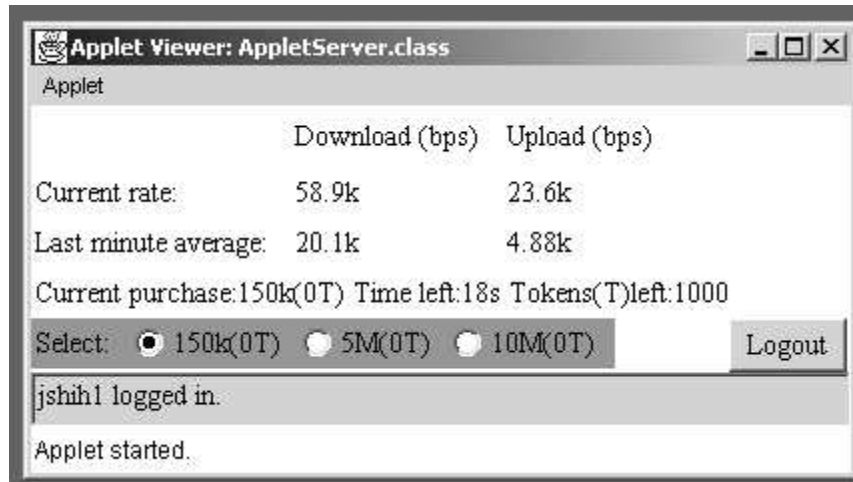 Applet Viewer: AppletServer.class
Applet
Download (bps) Upload (bps)
Current rate: 58.9k 23.6k
Last minute average: 20.1k 4.88k
Current purchase:150k(0T) Time left:18s Tokens(T)left:1000
Select: 150k(0T) 5M(0T) 10M(0T) Logout
jshih1 logged in.
Applet started.